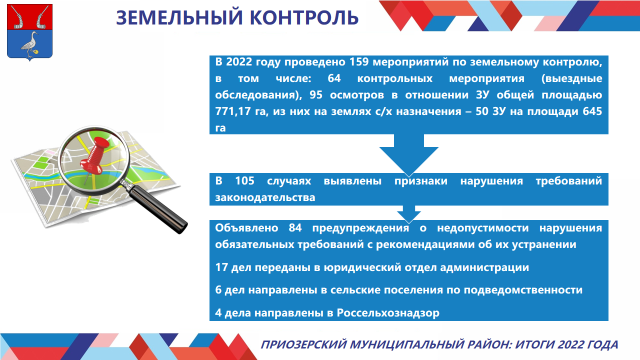 ЗЕМЕЛЬНЫЙ КОНТРОЛЬ
В 2022 году проведено 159 мероприятий по земельному контролю,
в том числе: 64 контрольных мероприятия (выездные
обследования), 95 осмотров в отношении ЗУ общей площадью
771,17 га, из них на землях с/х назначения – 50 ЗУ на площади 645
га
В 105 случаях выявлены признаки нарушения требований
законодательства
Объявлено 84 предупреждения о недопустимости нарушения
обязательных требований с рекомендациями об их устранении
17 дел переданы в юридический отдел администрации
6 дел направлены в сельские поселения по подведомственности
4 дела направлены в Россельхознадзор
ПРИОЗЕРСКИЙ МУНИЦИПАЛЬНЫЙ РАЙОН: ИТОГИ 2022 ГОДА